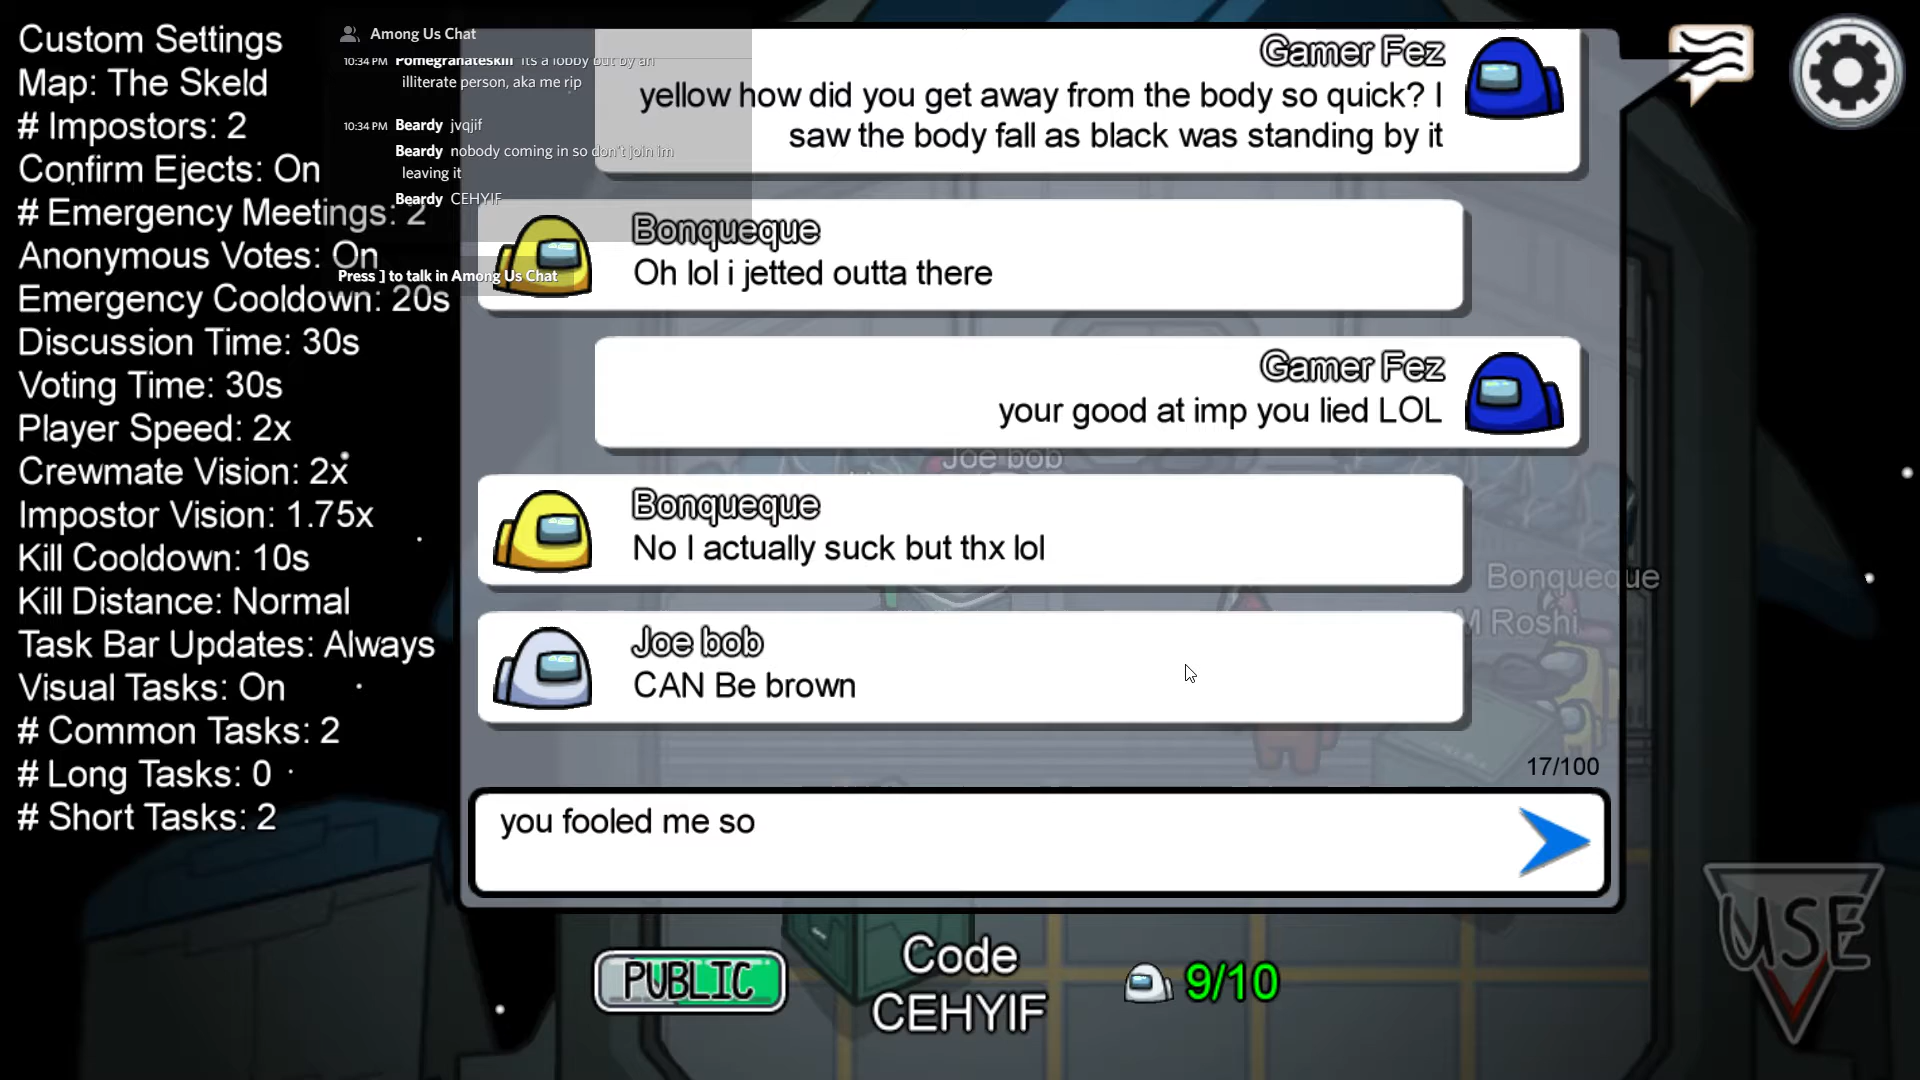 Custom Settings
Map: The Skeld
# Impostors: 2
Confirm Ejects: On
# Emergency Meetings: 2
Anonymous Votes: On
Emergency Cooldown: 20s
Discussion Time: 30s
Voting Time: 30s
Player Speed: 2x
Crewmate Vision: 2x
Impostor Vision: 1.75x
Kill Cooldown: 10s
Kill Distance: Normal
Task Bar Updates: Always
Visual Tasks: On
# Common Tasks: 2
# Long Tasks: 0
# Short Tasks: 2
Among Us Chat
10:34 PM Pomegranateskill its a lobby but by an
illiterate person, aka me rip
10:34 PM Beardy jvqjif
Beardy nobody coming in so don't join im
leaving it
Beardy CEHYIF
Press ] to talk in Among Us Chat
Gamer Fez
yellow how did you get away from the body so quick? I
saw the body fall as black was standing by it
Bonqueque
Oh lol i jetted outta there
Gamer Fez
your good at imp you lied LOL
Joe bob
Bonqueque
No I actually suck but thx lol
Bonqueque
M Roshi
Joe bob
CAN Be brown
17/100
you fooled me so
PUBLIC
Code
CEHYIF
9/10
USE